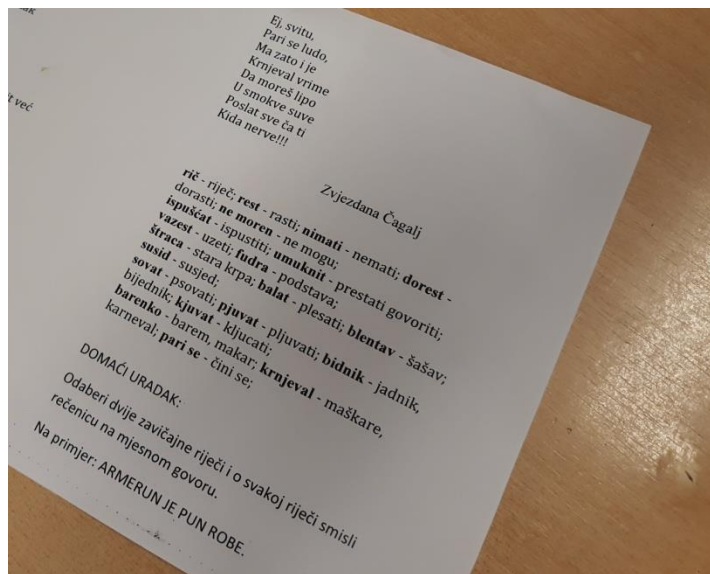 ak
it već
Ej, svitu,
Pari se ludo,
Ma zato i je
Krnjeval vrime
Da moreš lipo
U smokve suve
Poslat sve ča ti
Kida nerve!!!
Zvjezdana Čagalj
rič - riječ; rest - rasti; nimati - nemati; dorest -
dorasti; ne moren - ne mogu;
ispušćat - ispustiti; umuknit - prestati govoriti;
vazest - uzeti; fudra - podstava;
štraca - stara krpa; balat - plesati; blentav - šašav;
susid - susjed;
sovat - psovati; pjuvat - pljuvati; bidnik - jadnik,
bijednik; kjuvat - kljucati;
barenko - barem, makar; krnjeval - maškare,
karneval; pari se - čini se;
DOMAĆI URADAK:
Odaberi dvije zavičajne riječi i o svakoj riječi smisli
rečenicu na mjesnom govoru.
Na primjer: ARMERUN JE PUN ROBE.